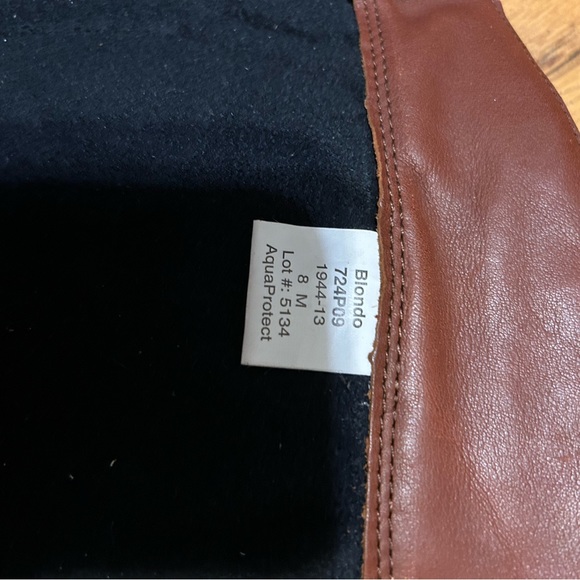 Blondo
724P09
1944-13
8 M
Lot #: 5134
AquaProtect